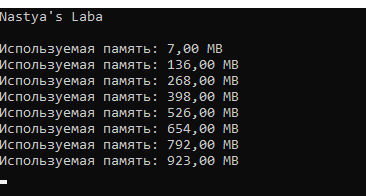 Nastya's Laba
Используемая память: 7,00 MB
Используемая память: 136,00 MB
Используемая память: 268,00 MB
Используемая память: 398,00 MB
Используемая память: 526,00 MB
Используемая память: 654,00 MB
Используемая память: 792,00 MB
Используемая память: 923,00 MB